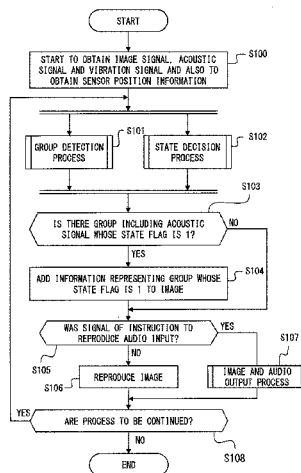 START
START TO OBTAIN IMAGE SIGNAL, ACOUSTIC
SIGNAL AND VIBRATION SIGNAL AND ALSO TO
OBTAIN SENSOR POSITION INFORMATION
S100
GROUP DETECTION
PROCESS
S101
STATE DECISION
PROCESS
S102
S103
IS THERE GROUP INCLUDING ACOUSTIC
SIGNAL WHOSE STATE FLAG IS 1?
NO
YES
S104
ADD INFORMATION REPRESENTING GROUP WHOSE
STATE FLAG IS 1 TO IMAGE
WAS SIGNAL OF INSTRUCTION TO
REPRODUCE AUDIO INPUT?
YES
S105
NO
S107
S106
REPRODUCE IMAGE
IMAGE AND AUDIO
OUTPUT PROCESS
YES
ARE PROCESS TO BE CONTINUED?
NO
S108
END